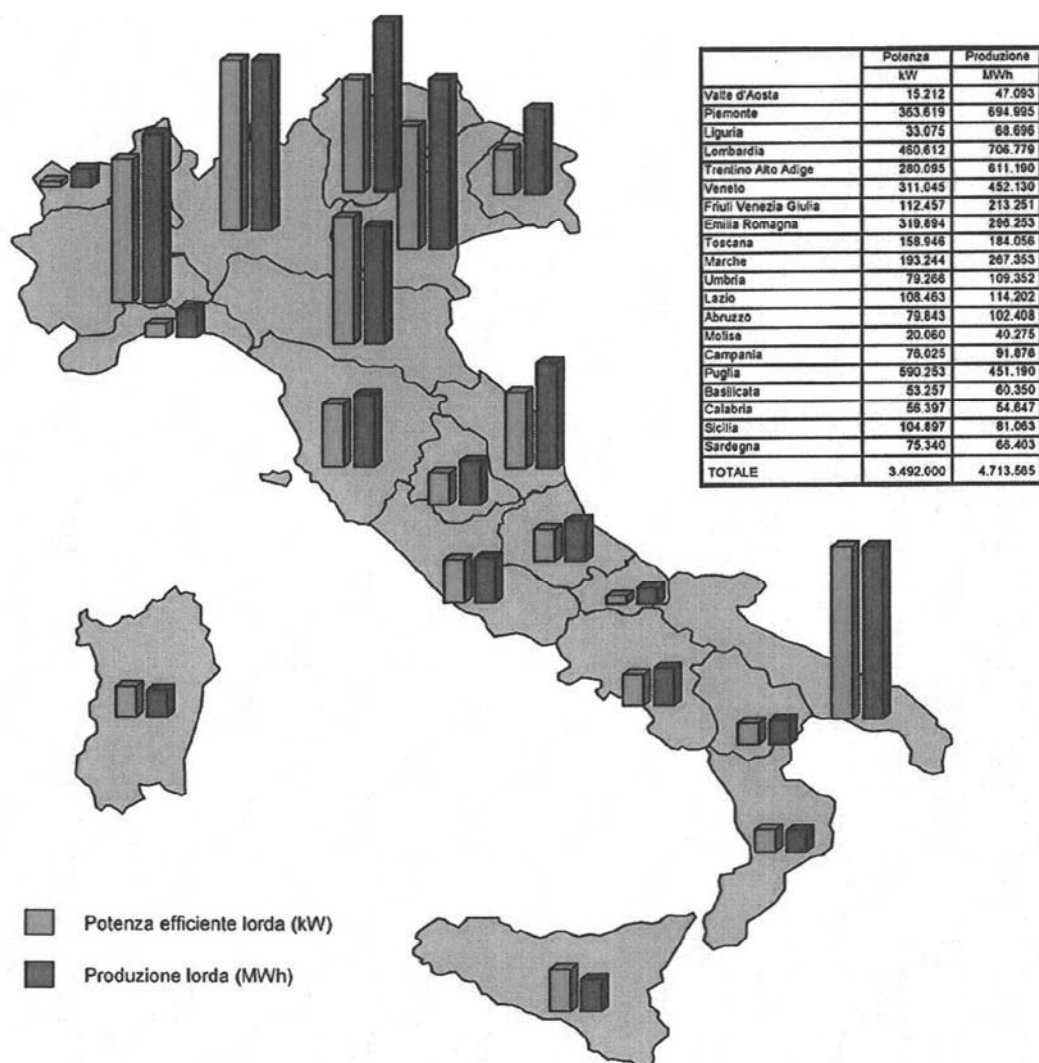 Potenza Produzione
kW MWh
Valle d'Aosta 15.212 47.093
Piemonte 363.619 694.995
Liguria 33.075 68.696
Lombardia 460.612 706.779
Trentino Alto Adige 280.095 611.190
Veneto 311.045 452.130
Friuli Venezia Giulia 112.457 213.251
Emilia Romagna 319.894 286.253
Toscana 158.946 184.056
Marche 193.244 267.353
Umbria 79.266 109.352
Lazio 108.463 114.202
Abruzzo 79.843 102.408
Molise 20.060 40.275
Campania 76.025 91.876
Puglia 590.253 451.190
Basilicata 53.257 60.350
Calabria 56.397 54.647
Sicilia 104.897 81.063
Sardegna 75.340 66.403
TOTALE 3.492.000 4.713.565
Potenza efficiente lorda (kW)
Produzione lorda (MWh)